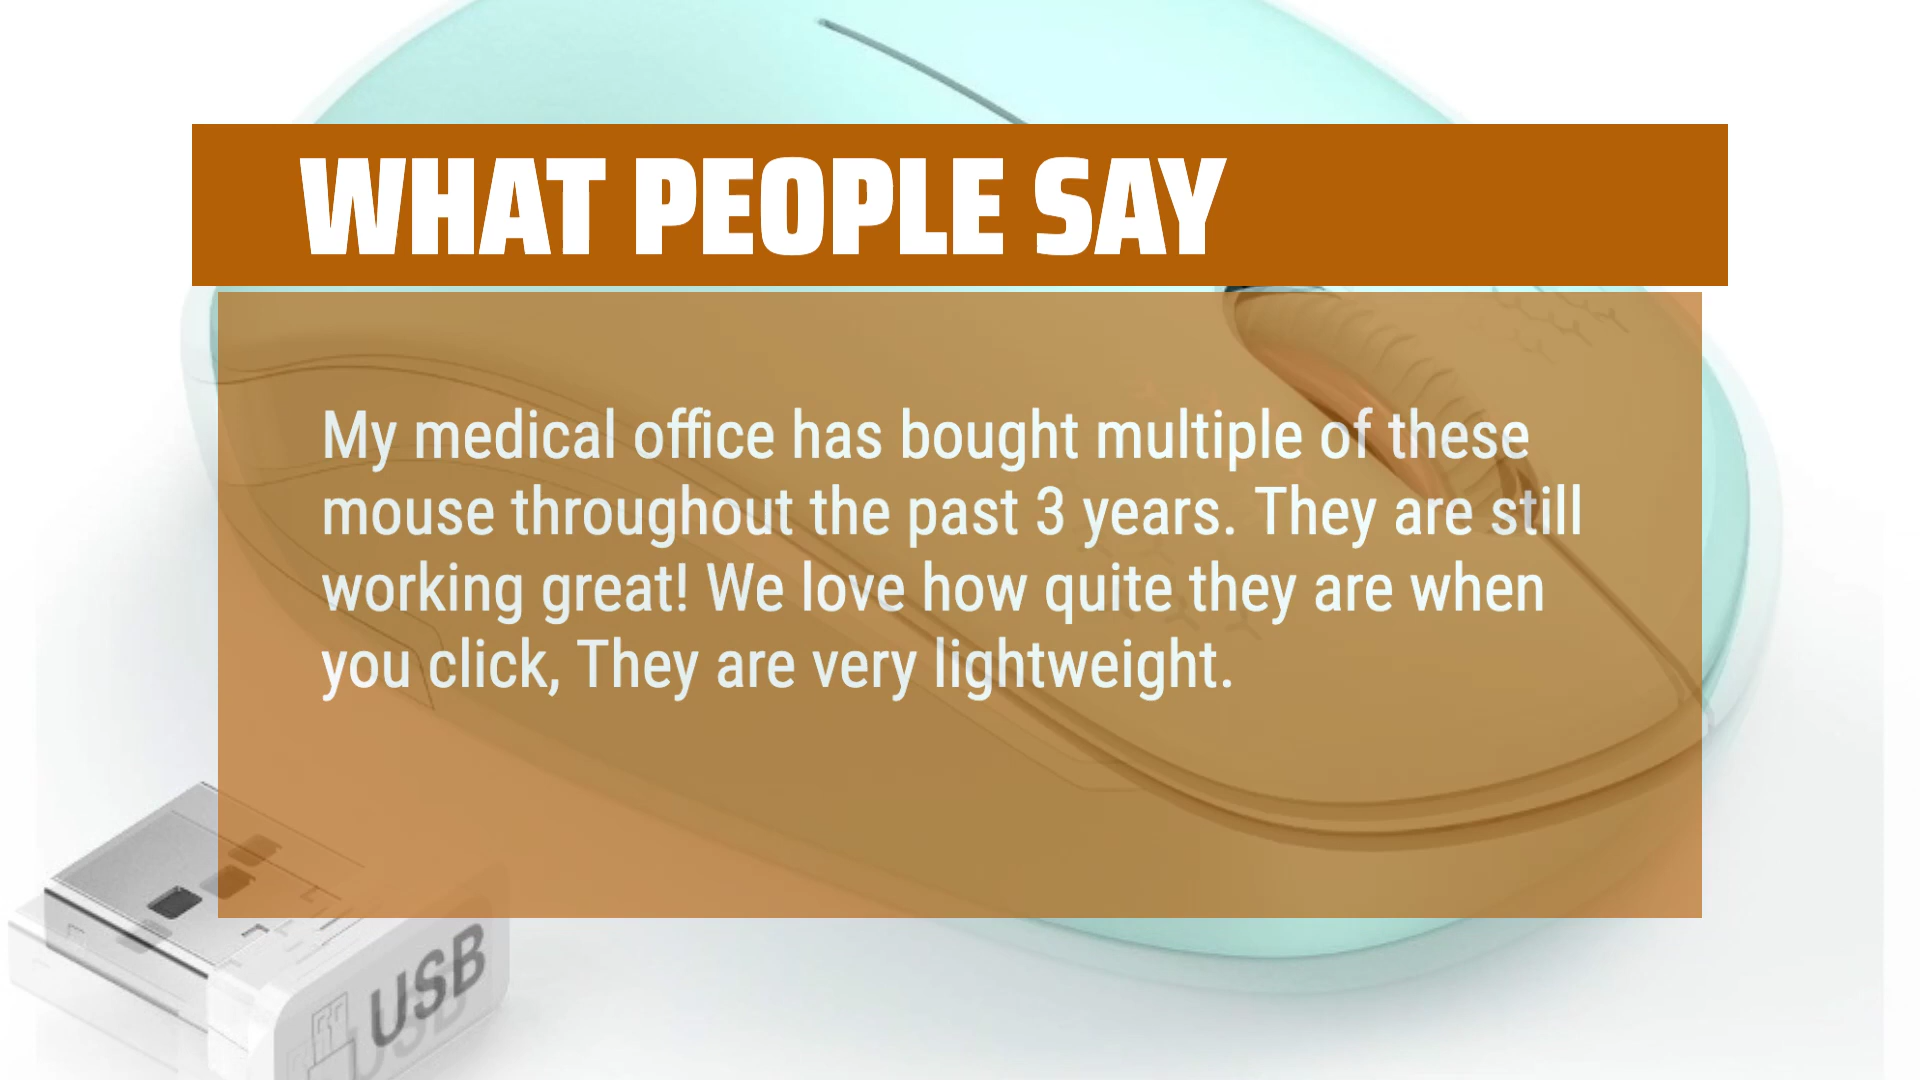 WHAT PEOPLE SAY
My medical office has bought multiple of these
mouse throughout the past 3 years. They are still
working great! We love how quite they are when
you click, They are very lightweight.
USB